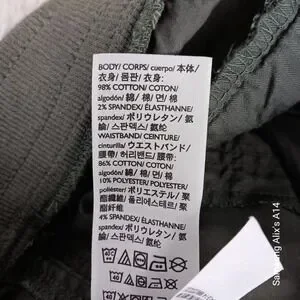 BODY/ CORPS/ cuerpo/ 本体/
衣身/ 몸판 / 衣身:
98% COTTON/ COTON/
algodón/ 綿/ 棉/ 면/ 棉
2% SPANDEX/ ÉLASTHANNE/
spandex/ ポリウレタン/ 氨
綸/ 스판덱스/ 氨纶
WAISTBAND/ CEINTURE/
cinturilla/ ウエストバンド/
腰帶/ 허리밴드/ 腰带:
86% COTTON/ COTON/
algodón/ 綿/ 棉/ 면/ 棉
10% POLYESTER/ POLYESTER/
poliéster/ ポリエステル/ 聚
酯纖維/ 폴리에스테르/ 聚
酯纤维
4% SPANDEX/ ÉLASTHANNE/
spandex/ ポリウレタン/ 氨
綸/ 스판덱스/ 氨纶
40
40
Samsung Alix's A14